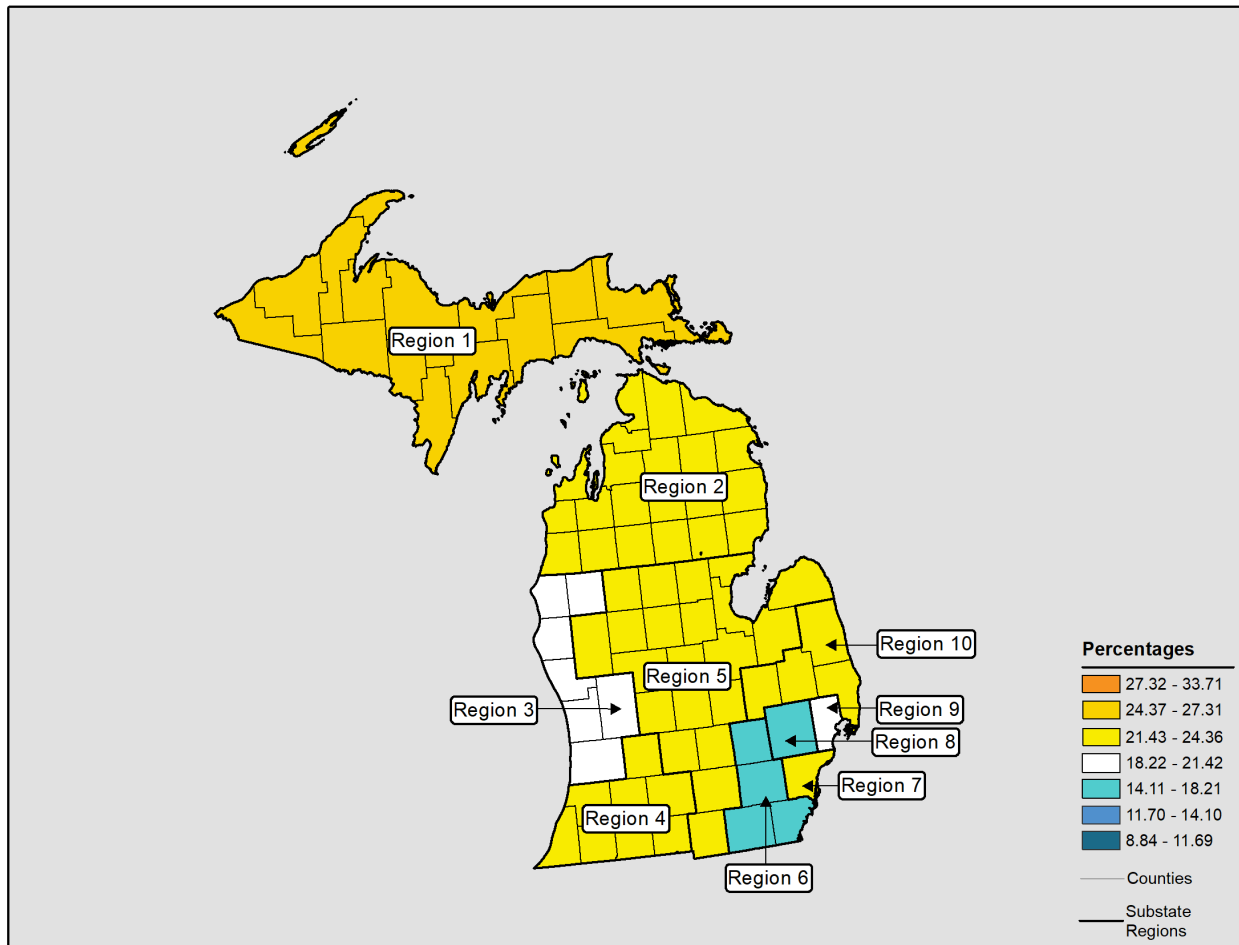 Region 1
Region 2
Region 10
Region 5
Region 3
Region 9
Region 8
Region 7
Region 4
Region 6
Percentages
27.32 - 33.71
24.37 - 27.31
21.43 - 24.36
18.22 - 21.42
14.11 - 18.21
11.70 - 14.10
8.84 - 11.69
Counties
Substate
Regions